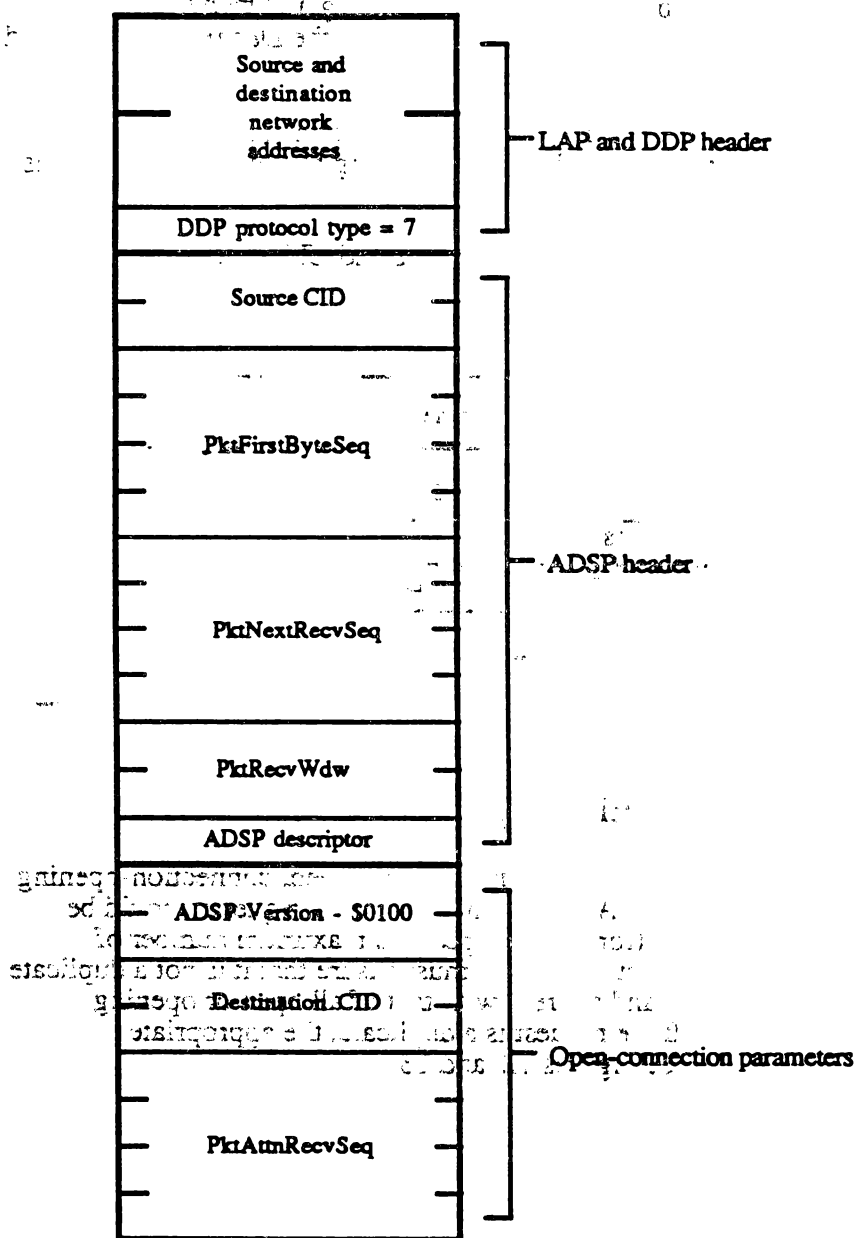 Source and
destination
network
addresses
LAP and DDP header
DDP protocol type = 7
Source CID
PktFirstByteSeq
ADSP header
PktNextRecvSeq
PktRecvWdw
ADSP descriptor
ADSP Version - $0100
Destination CID
Open-connection parameters
PktAttnRecvSeq